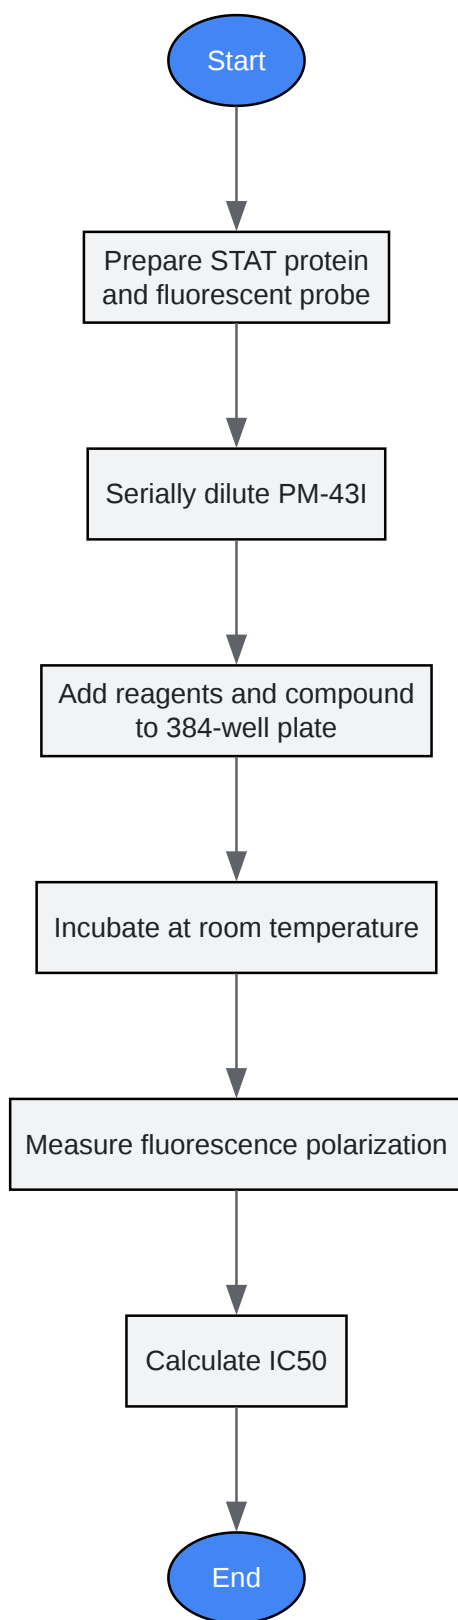 Start
Prepare STAT protein
and fluorescent probe
Serially dilute PM-43I
Add reagents and compound
to 384-well plate
Incubate at room temperature
Measure fluorescence polarization
Calculate IC50
End